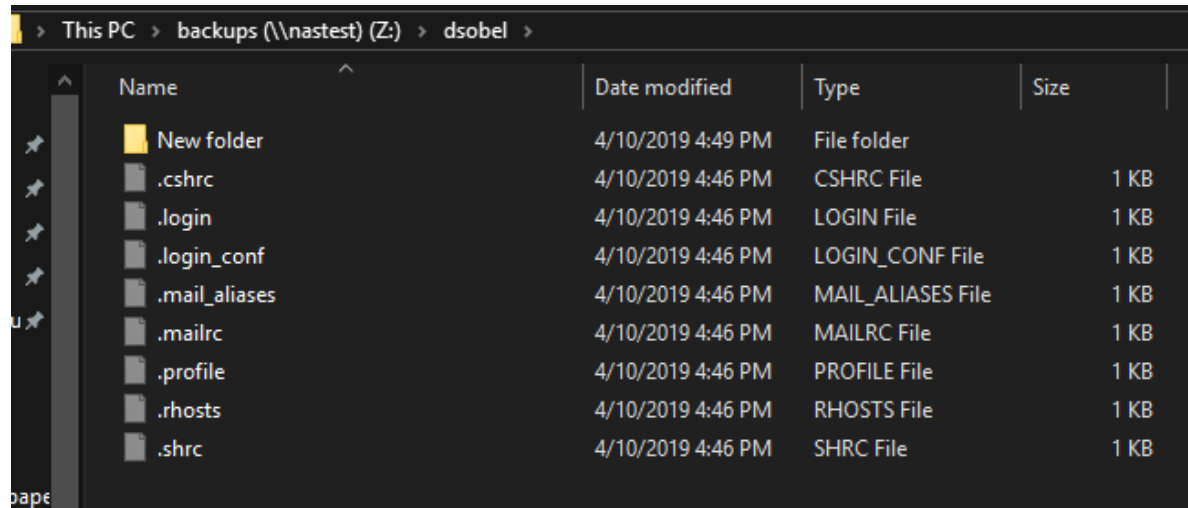 > This PC > backups (\\nastest) (Z:) > dsobel >
Name Date modified Type Size
New folder 4/10/2019 4:49 PM File folder
.cshrc 4/10/2019 4:46 PM CSHRC File 1 KB
.login 4/10/2019 4:46 PM LOGIN File 1 KB
.login_conf 4/10/2019 4:46 PM LOGIN_CONF File 1 KB
.mail_aliases 4/10/2019 4:46 PM MAIL_ALIASES File 1 KB
.mailrc 4/10/2019 4:46 PM MAILRC File 1 KB
.profile 4/10/2019 4:46 PM PROFILE File 1 KB
.rhosts 4/10/2019 4:46 PM RHOSTS File 1 KB
.shrc 4/10/2019 4:46 PM SHRC File 1 KB